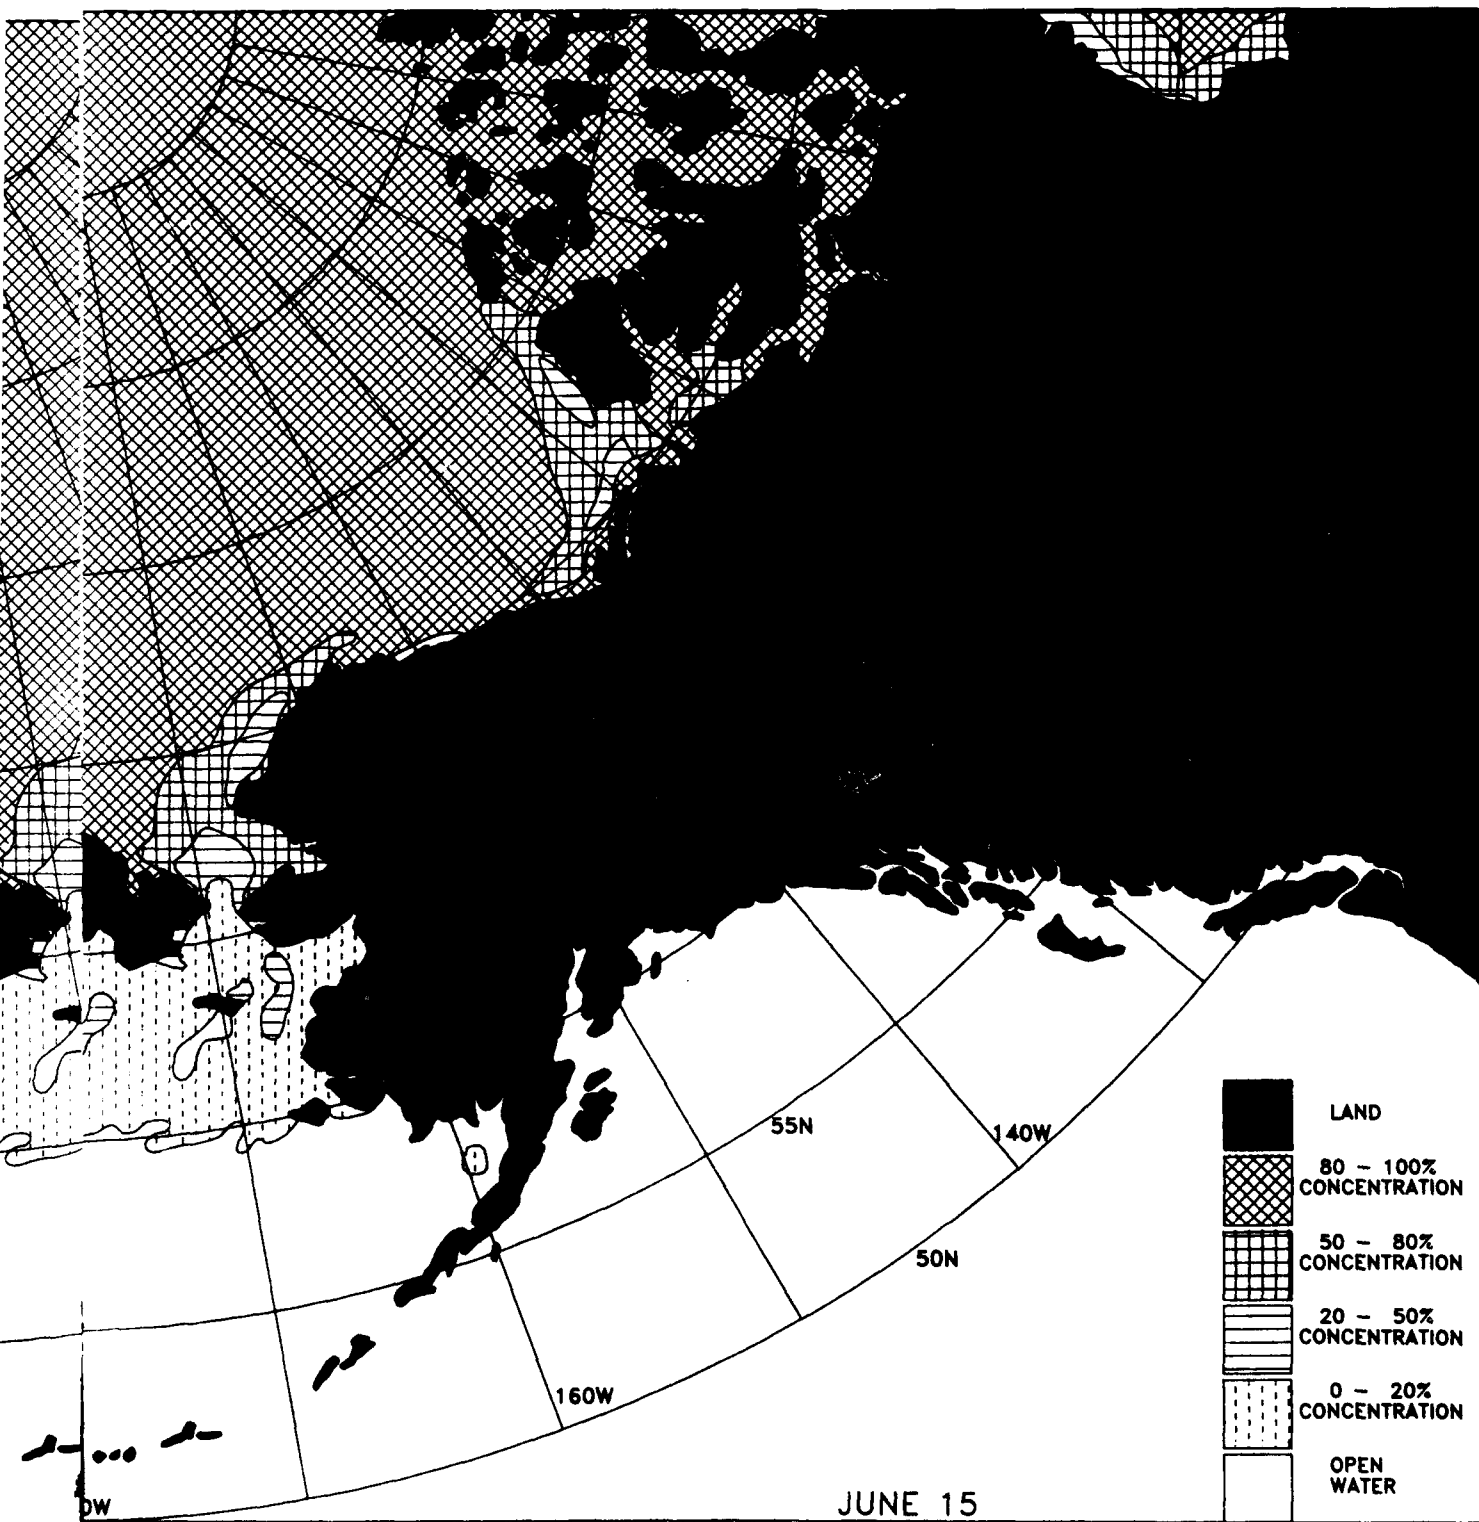 55N
140W
50N
160W
0W
JUNE 15
LAND
80 - 100%
CONCENTRATION
50 - 80%
CONCENTRATION
20 - 50%
CONCENTRATION
0 - 20%
CONCENTRATION
OPEN
WATER